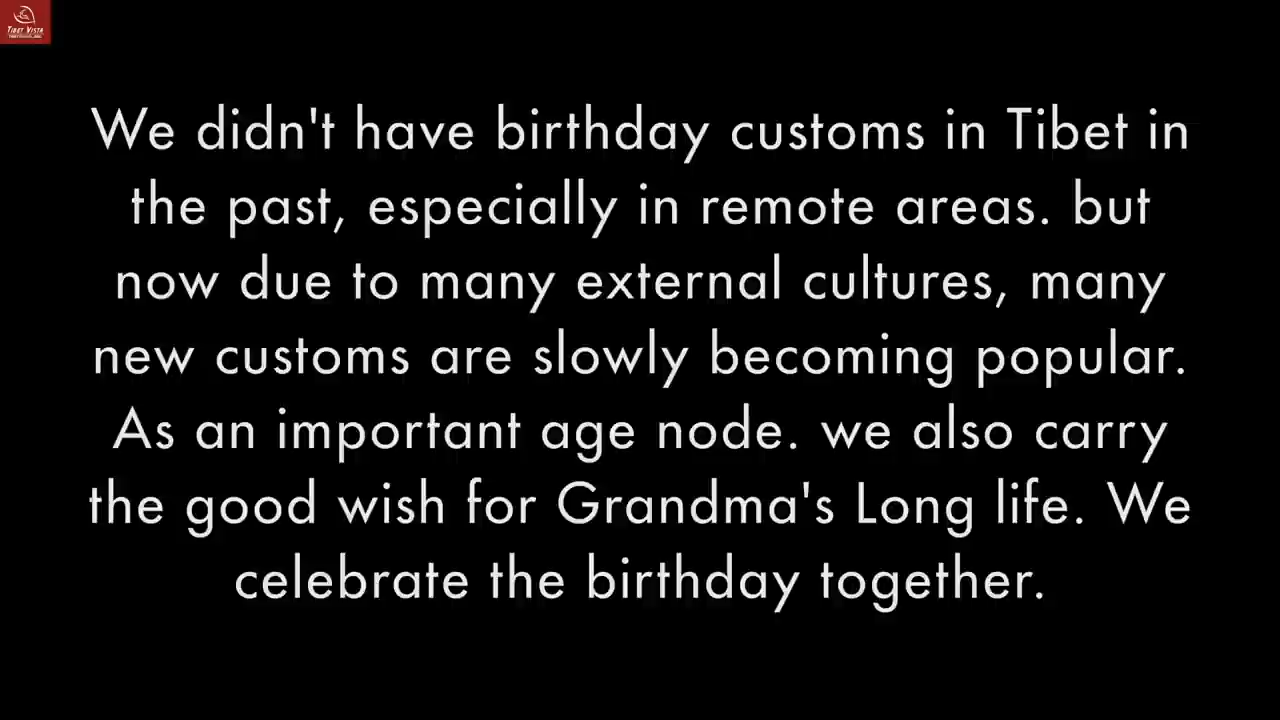 TIBET VISTA
We didn't have birthday customs in Tibet in
the past, especially in remote areas. but
now due to many external cultures, many
new customs are slowly becoming popular.
As an important age node. we also carry
the good wish for Grandma's Long life. We
celebrate the birthday together.